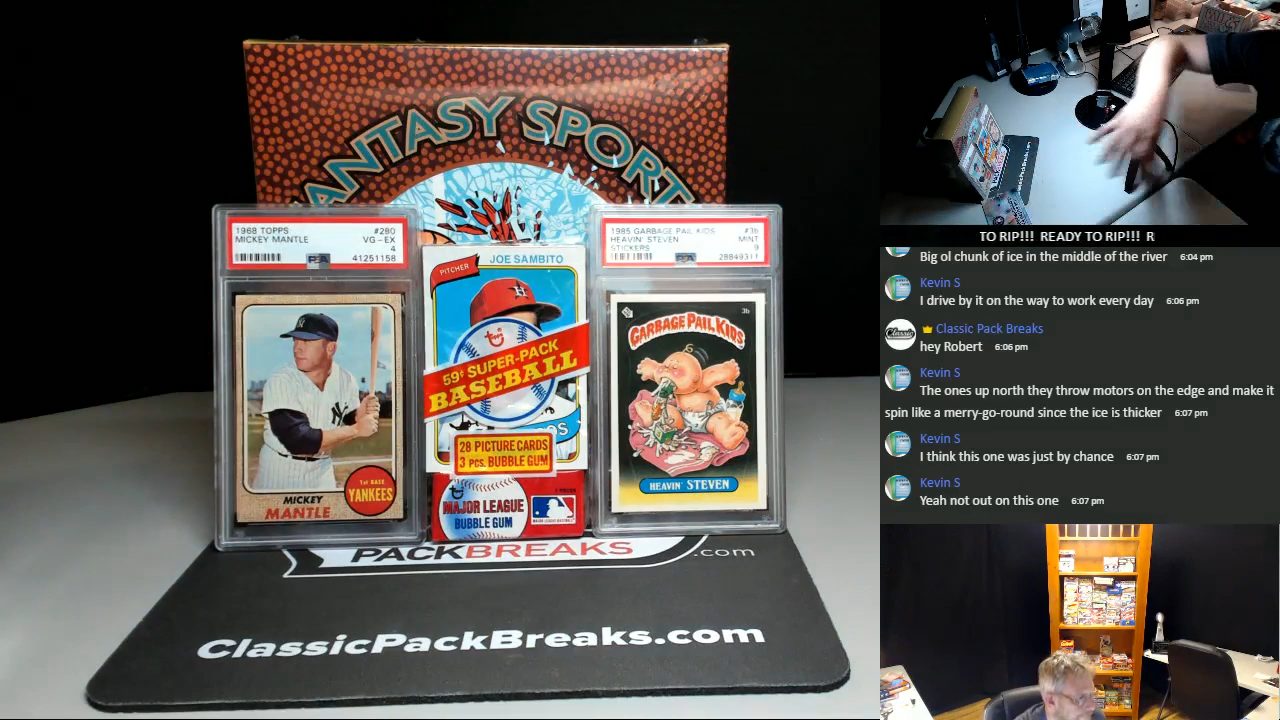 FANTASY SPORT
1968 TOPPS #280
MICKEY MANTLE VG - EX
4
PSA 41251158
MICKEY
MANTLE
1st BASE
YANKEES
JOE SAMBITO
PITCHER
H
59¢ SUPER-PACK
BASEBALL
OS
28 PICTURE CARDS
3 PCS. BUBBLE GUM
MAJOR LEAGUE
BUBBLE GUM
1985 GARBAGE PAIL KIDS #3b
HEAVIN' STEVEN MINT
STICKERS 9
PSA 28849311
3b
GARBAGE PAIL KIDS
HEAVIN' STEVEN
PACKBREAKS.com
ClassicPackBreaks.com
TO RIP!!! READY TO RIP!!! R
Big ol chunk of ice in the middle of the river 6:04 pm
Kevin S
I drive by it on the way to work every day 6:06 pm
Classic Pack Breaks
hey Robert 6:06 pm
Kevin S
The ones up north they throw motors on the edge and make it
spin like a merry-go-round since the ice is thicker 6:07 pm
Kevin S
I think this one was just by chance 6:07 pm
Kevin S
Yeah not out on this one 6:07 pm